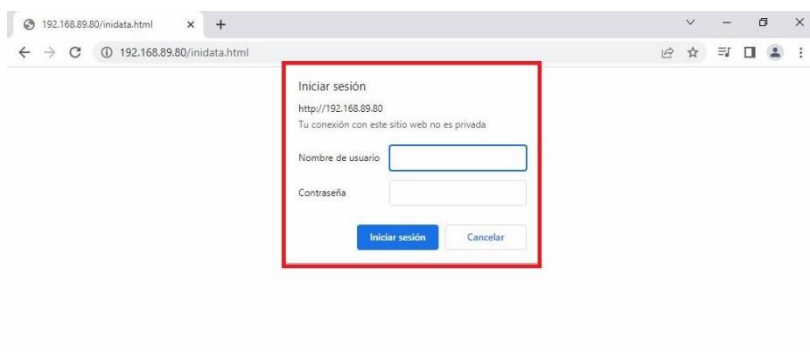 192.168.89.80/inidata.html
192.168.89.80/inidata.html
Iniciar sesión
http://192.168.89.80
Tu conexión con este sitio web no es privada
Nombre de usuario
Contraseña
Iniciar sesión Cancelar